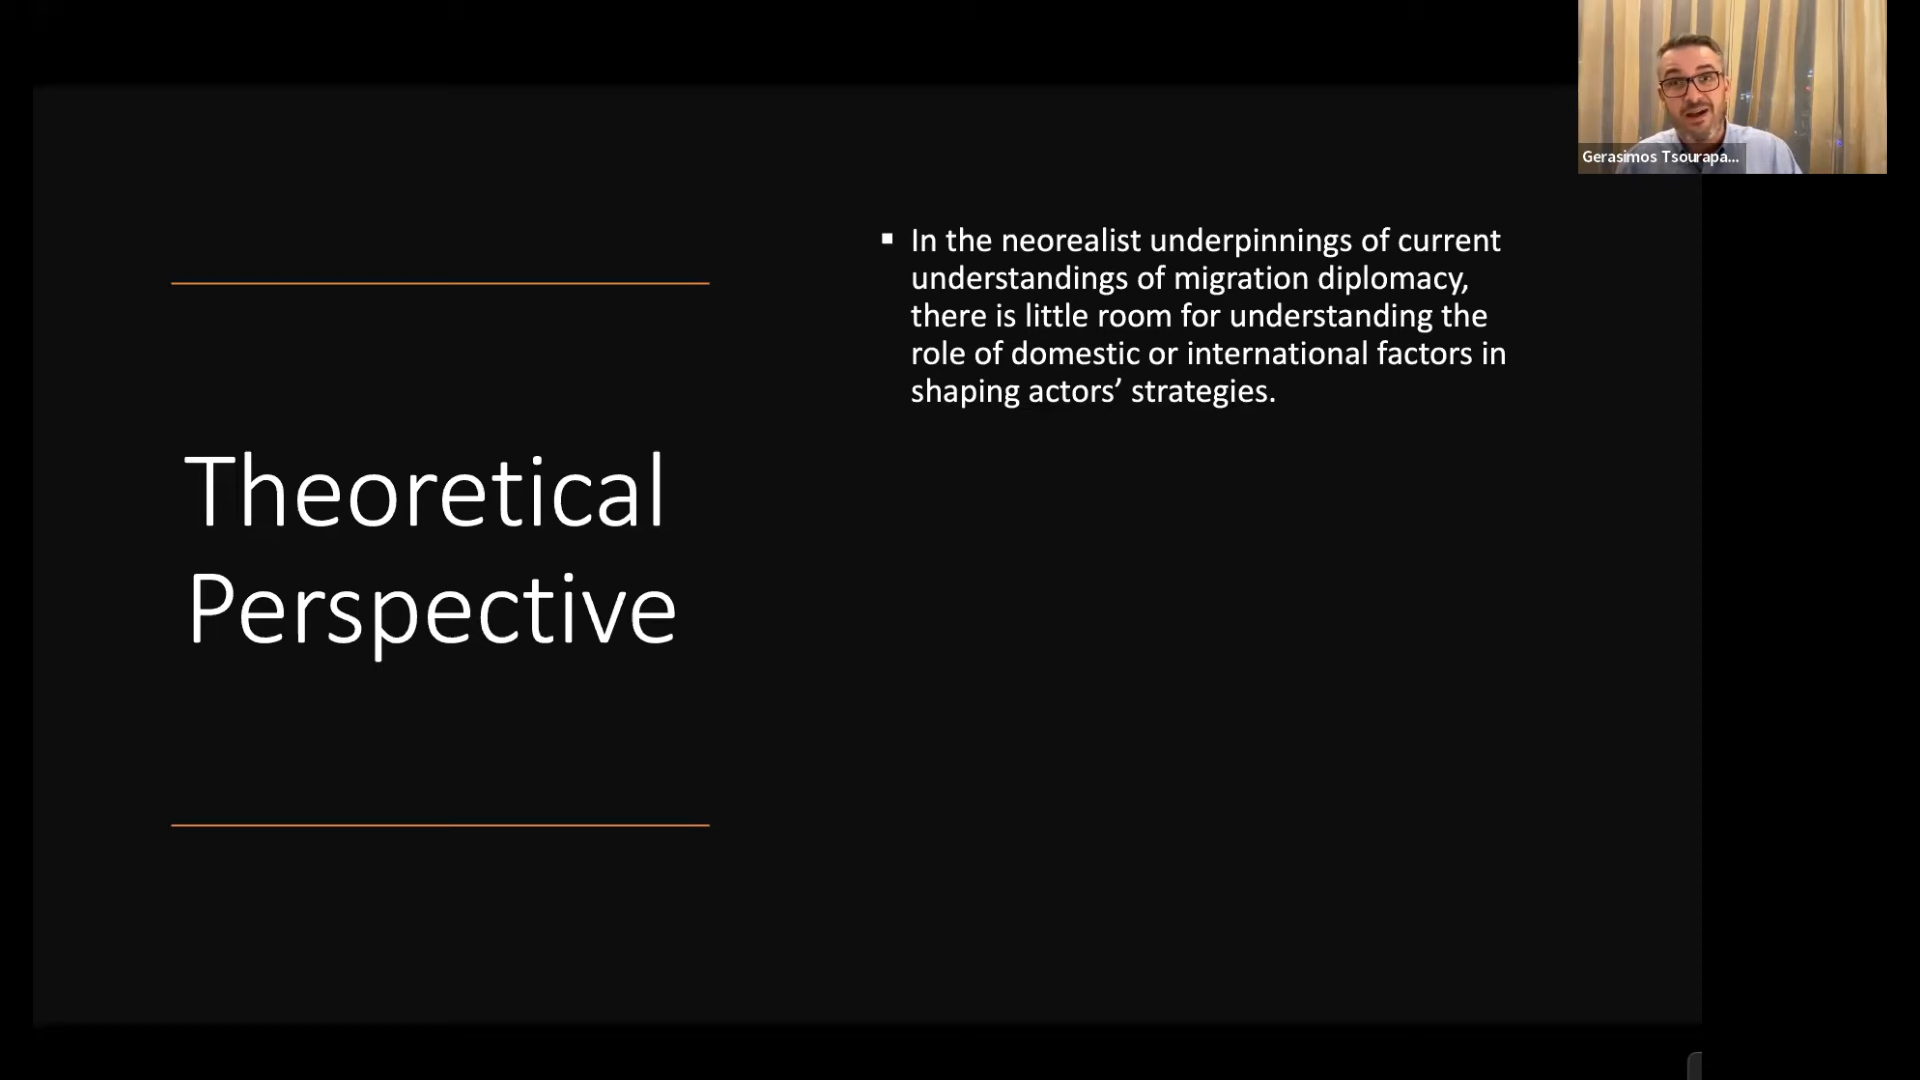 Gerasimos Tsourapa...
Theoretical
Perspective
▪ In the neorealist underpinnings of current
understandings of migration diplomacy,
there is little room for understanding the
role of domestic or international factors in
shaping actors’ strategies.